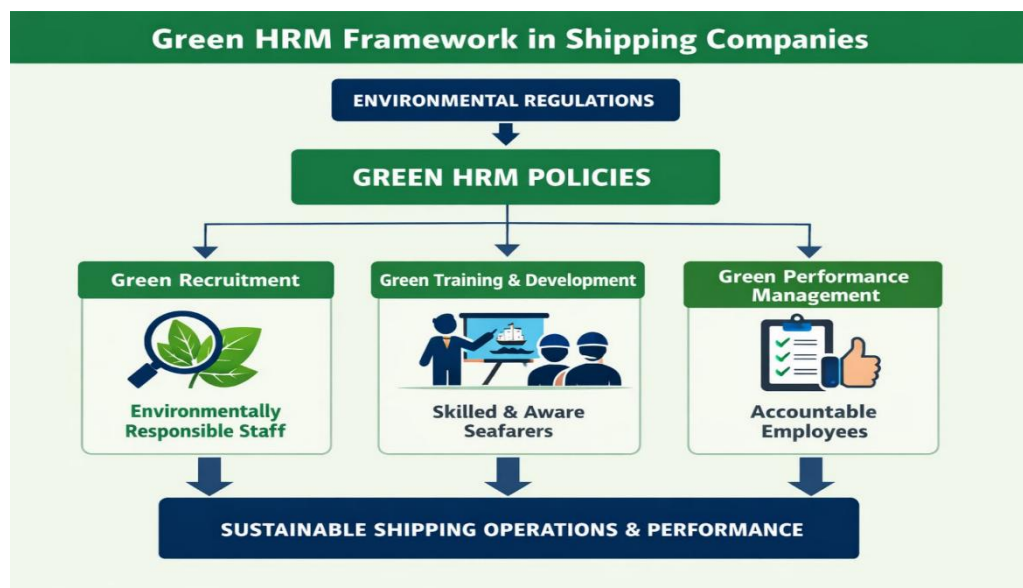 Green HRM Framework in Shipping Companies
ENVIRONMENTAL REGULATIONS
GREEN HRM POLICIES
Green Recruitment
Environmentally
Responsible Staff
Green Training & Development
Skilled & Aware
Seafarers
Green Performance
Management
Accountable
Employees
SUSTAINABLE SHIPPING OPERATIONS & PERFORMANCE